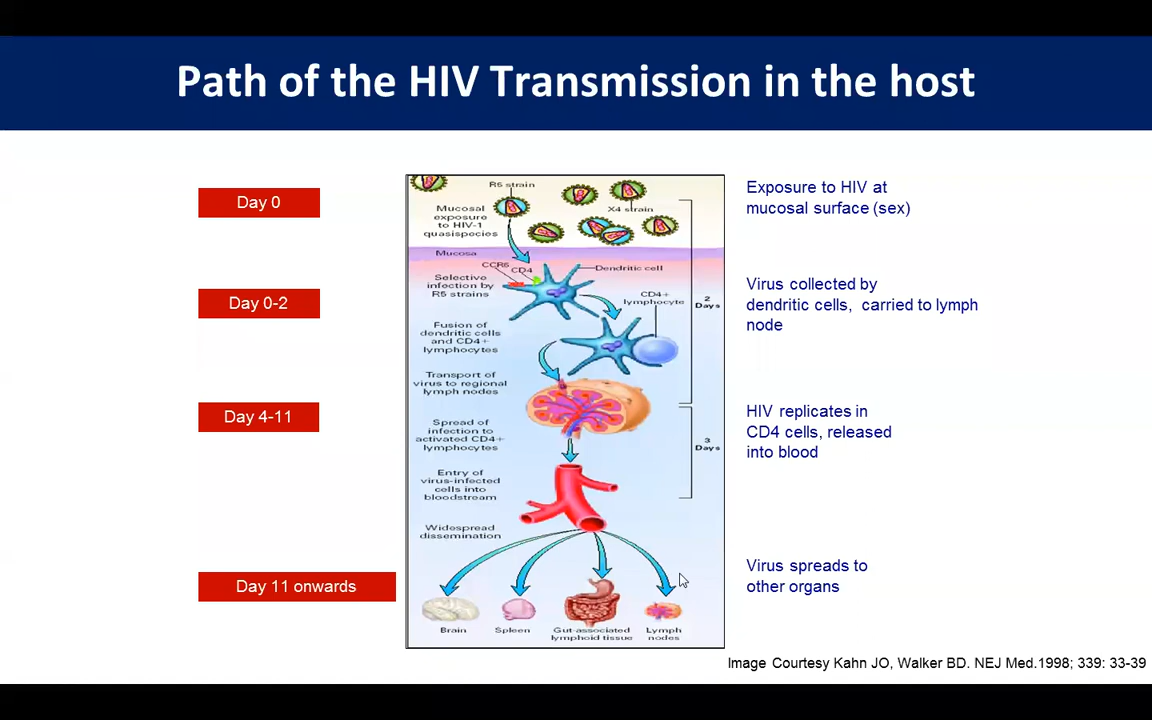 Path of the HIV Transmission in the host
Day 0
Day 0-2
Day 4-11
Day 11 onwards
R5 strain
X4 strain
Mucosal
exposure
to HIV-1
quasispecies
Mucosa
CCR5
CD4
Dendritic cell
Selective
infection by
R5 strains
CD4+
lymphocyte
2
Days
Fusion of
dendritic cells
and CD4+
lymphocytes
Transport of
virus to regional
lymph nodes
Spread of
infection to
activated CD4+
lymphocytes
3
Days
Entry of
virus-infected
cells into
bloodstream
Widespread
dissemination
Brain
Spleen
Gut-associated
lymphoid tissue
Lymph
nodes
Exposure to HIV at
mucosal surface (sex)
Virus collected by
dendritic cells, carried to lymph
node
HIV replicates in
CD4 cells, released
into blood
Virus spreads to
other organs
Image Courtesy Kahn JO, Walker BD. NEJ Med.1998; 339: 33-39